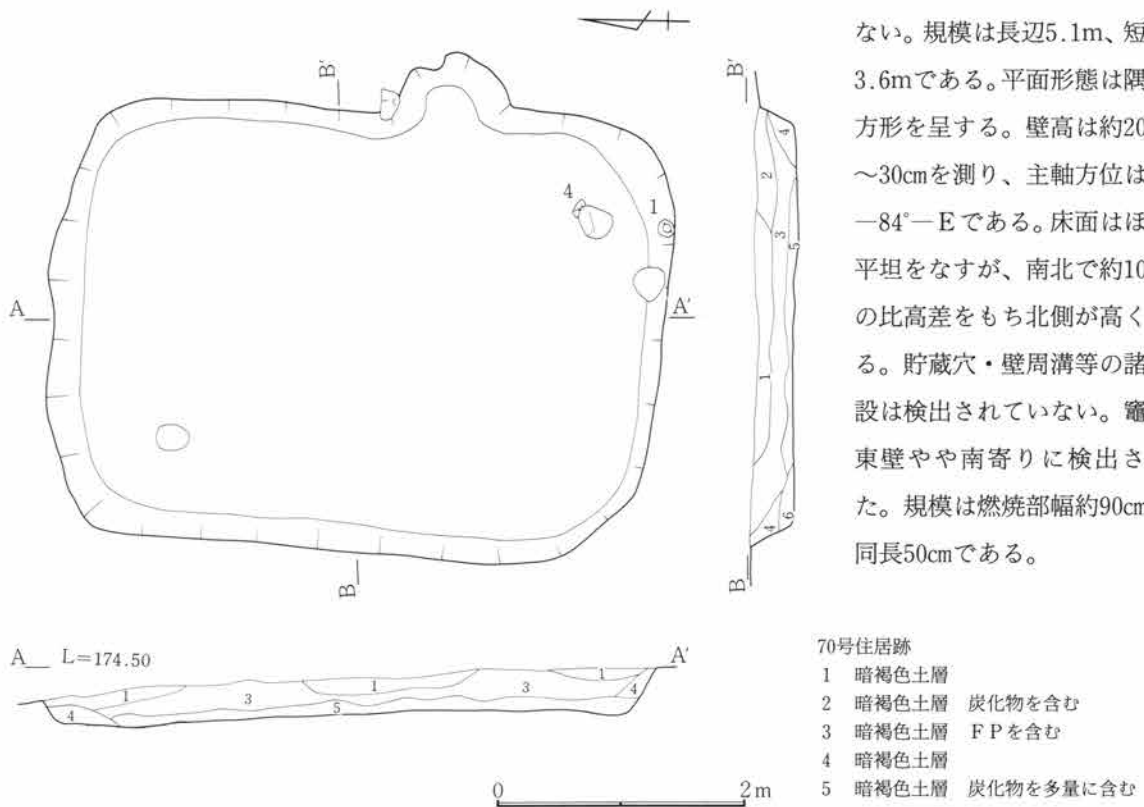 ない。規模は長辺5.1m、短
3.6mである。平面形態は隅
方形を呈する。壁高は約20
～30㎝を測り、主軸方位は
―84°―Eである。床面はほ
平坦をなすが、南北で約10
の比高差をもち北側が高く
る。貯蔵穴・壁周溝等の諸
設は検出されていない。竈
東壁やや南寄りに検出さ
た。規模は燃焼部幅約90㎝
同長50㎝である。
B'
4
1
A
A'
B
B'
4
2
3
5
1
4
6
B
A
L=174.50
A'
1
1
1
3
3
4
5
4
0
2m
70号住居跡
1 暗褐色土層
2 暗褐色土層 炭化物を含む
3 暗褐色土層 FPを含む
4 暗褐色土層
5 暗褐色土層 炭化物を多量に含む